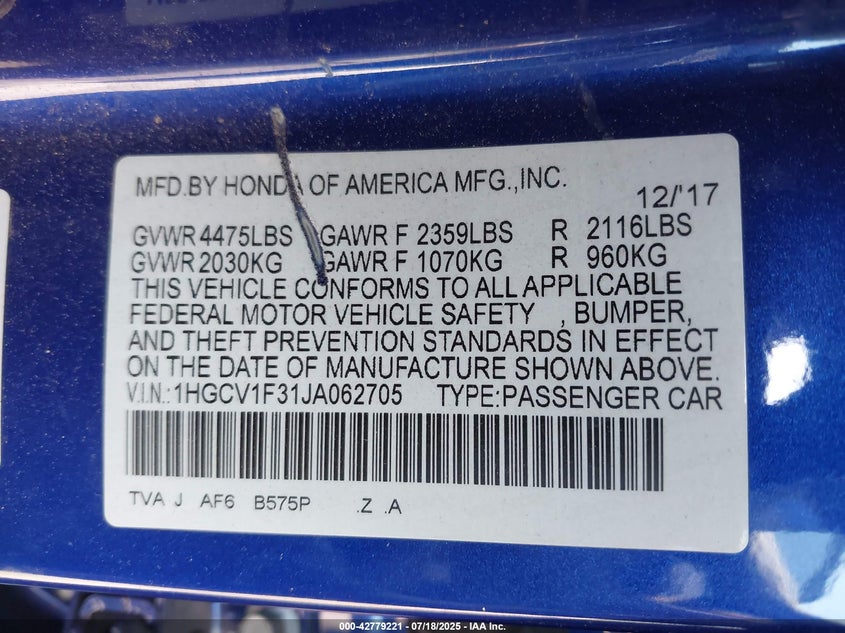 MFD.BY HONDA OF AMERICA MFG.,INC. 12/'17
GVWR 4475LBS GAWR F 2359LBS R 2116LBS
GVWR 2030KG GAWR F 1070KG R 960KG
THIS VEHICLE CONFORMS TO ALL APPLICABLE
FEDERAL MOTOR VEHICLE SAFETY , BUMPER,
AND THEFT PREVENTION STANDARDS IN EFFECT
ON THE DATE OF MANUFACTURE SHOWN ABOVE.
V.I.N.:1HGCV1F31JA062705 TYPE:PASSENGER CAR
TVA J AF6 B575P .Z .A
000-42779221 - 07/18/2025 - IAA Inc.